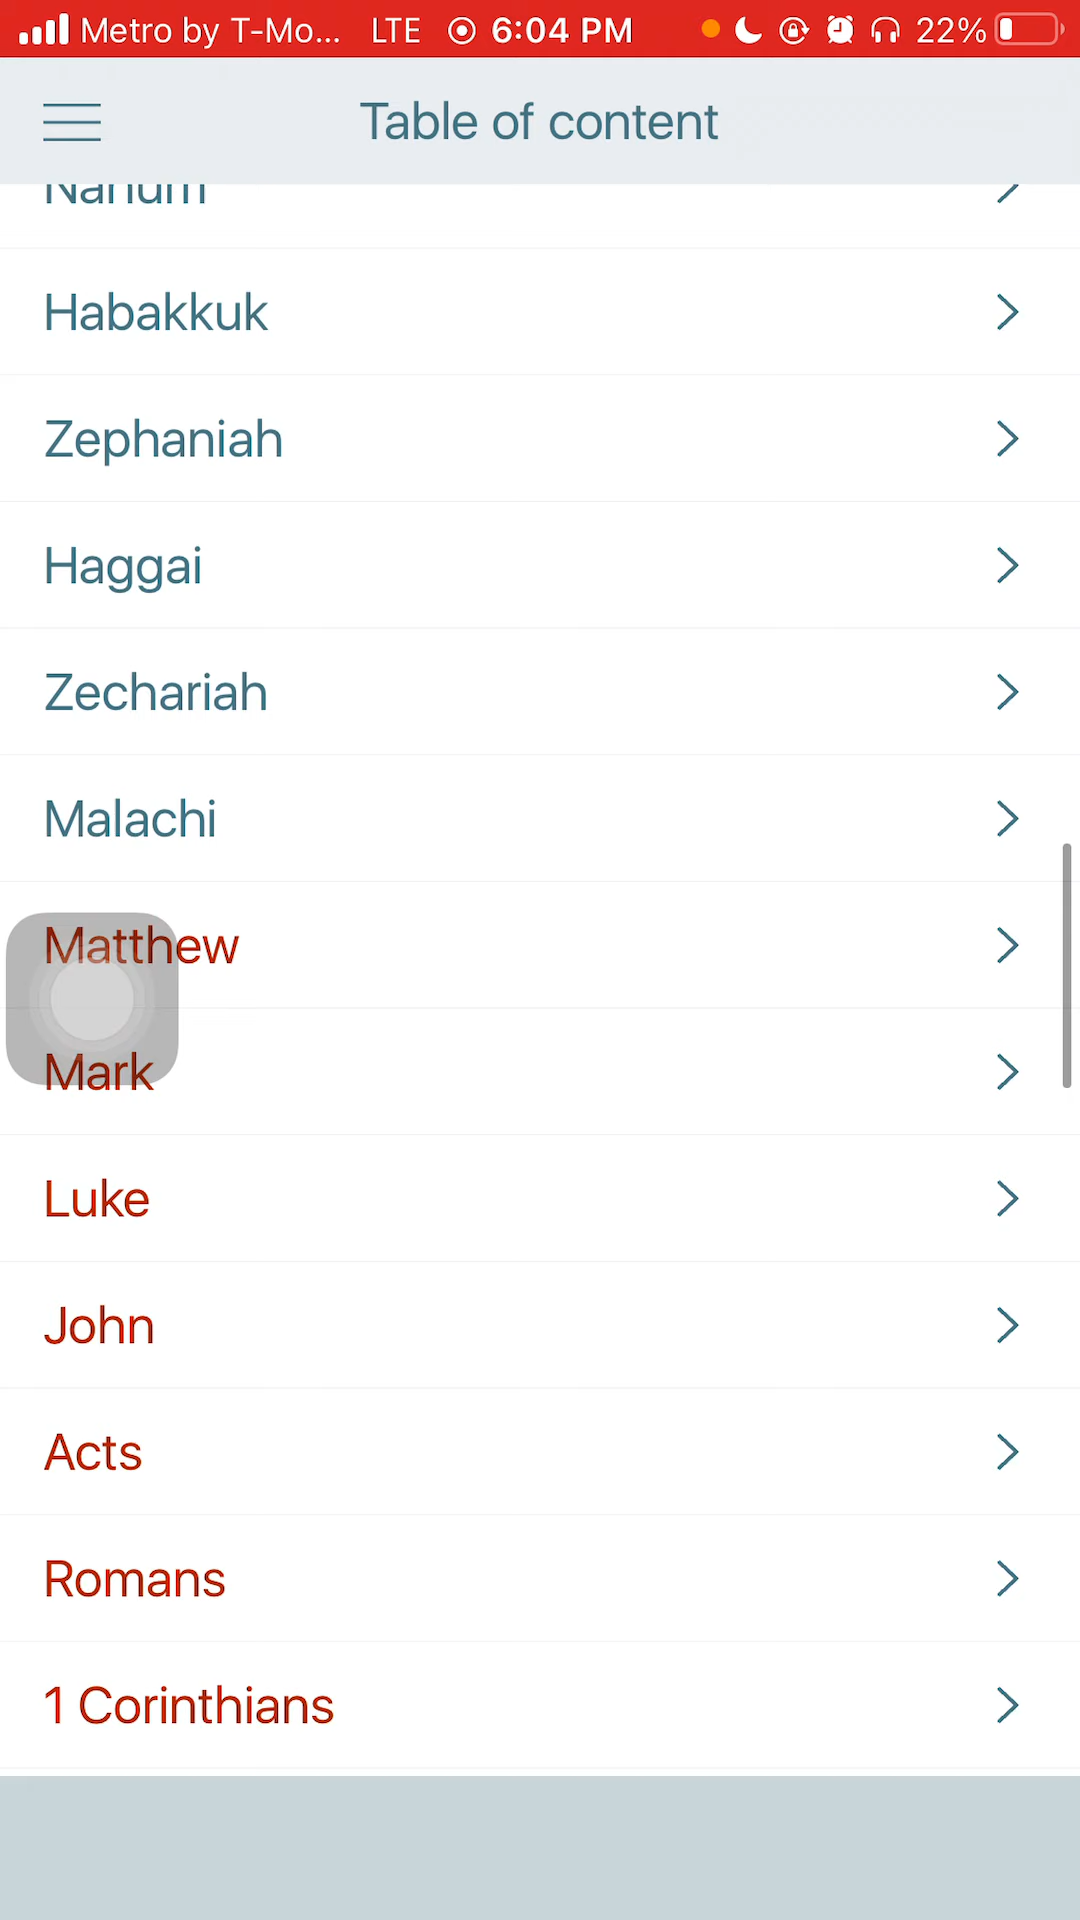 Metro by T-Mo... LTE 6:04 PM 22%
Table of content
Nahum
Habakkuk
Zephaniah
Haggai
Zechariah
Malachi
Matthew
Mark
Luke
John
Acts
Romans
1 Corinthians